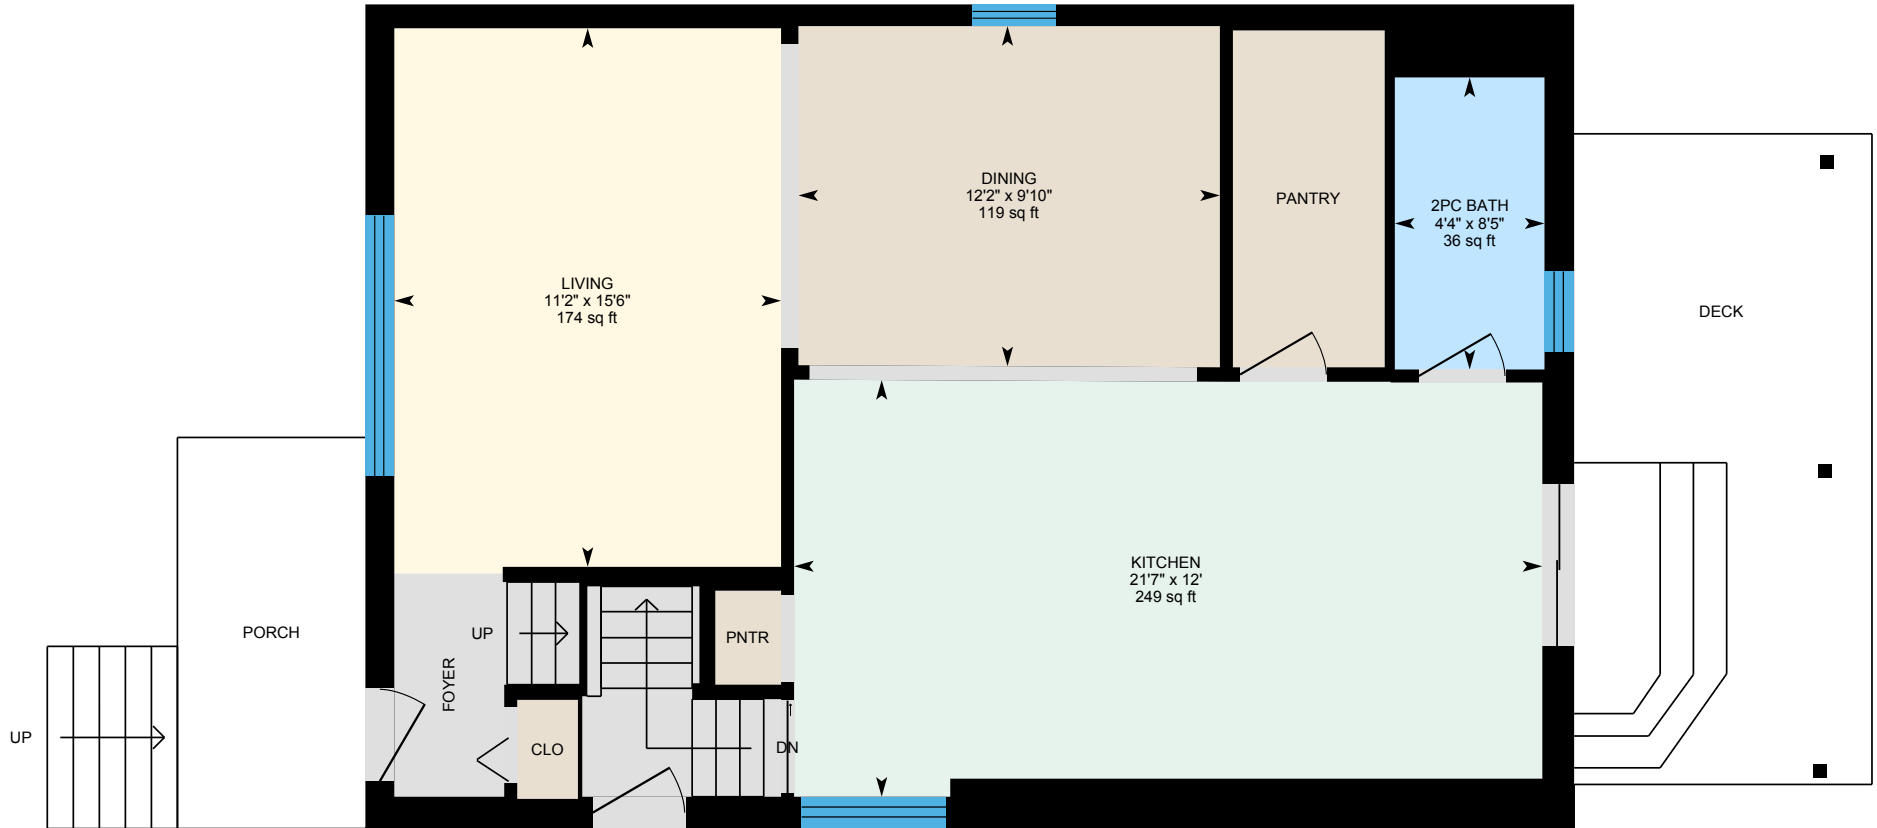 DINING
12'2" x 9'10"
119 sq ft
PANTRY
2PC BATH
4'4" x 8'5"
36 sq ft
LIVING
11'2" x 15'6"
174 sq ft
DECK
KITCHEN
21'7" x 12'
249 sq ft
PORCH
UP
PNTR
FOYER
UP
CLO
DN